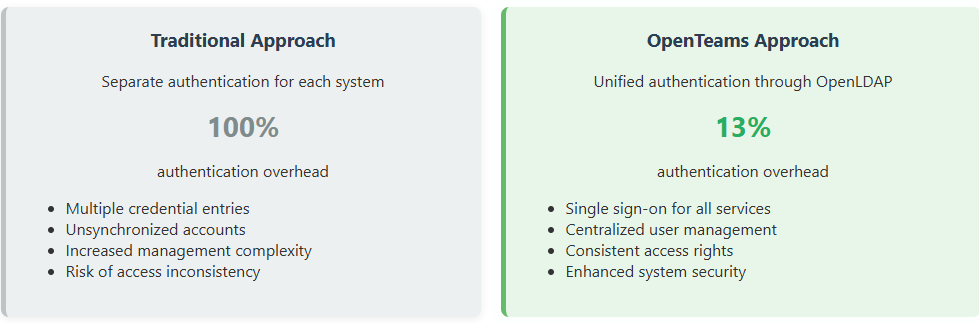 Traditional Approach
Separate authentication for each system
100%
authentication overhead
• Multiple credential entries
• Unsynchronized accounts
• Increased management complexity
• Risk of access inconsistency
OpenTeams Approach
Unified authentication through OpenLDAP
13%
authentication overhead
• Single sign-on for all services
• Centralized user management
• Consistent access rights
• Enhanced system security